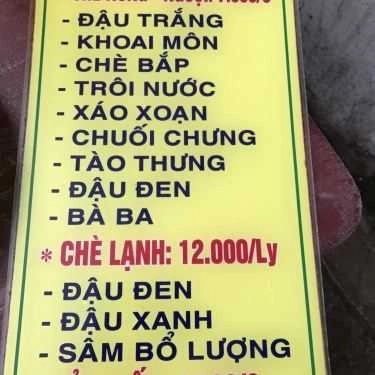 - ĐẬU TRẮNG
- KHOAI MÔN
- CHÈ BẮP
- TRÔI NƯỚC
- XÁO XOẠN
- CHUỐI CHƯNG
- TÀO THƯNG
- ĐẬU ĐEN
- BÀ BA
* CHÈ LẠNH: 12.000/Ly
- ĐẬU ĐEN
- ĐẬU XANH
- SÂM BỔ LƯỢNG